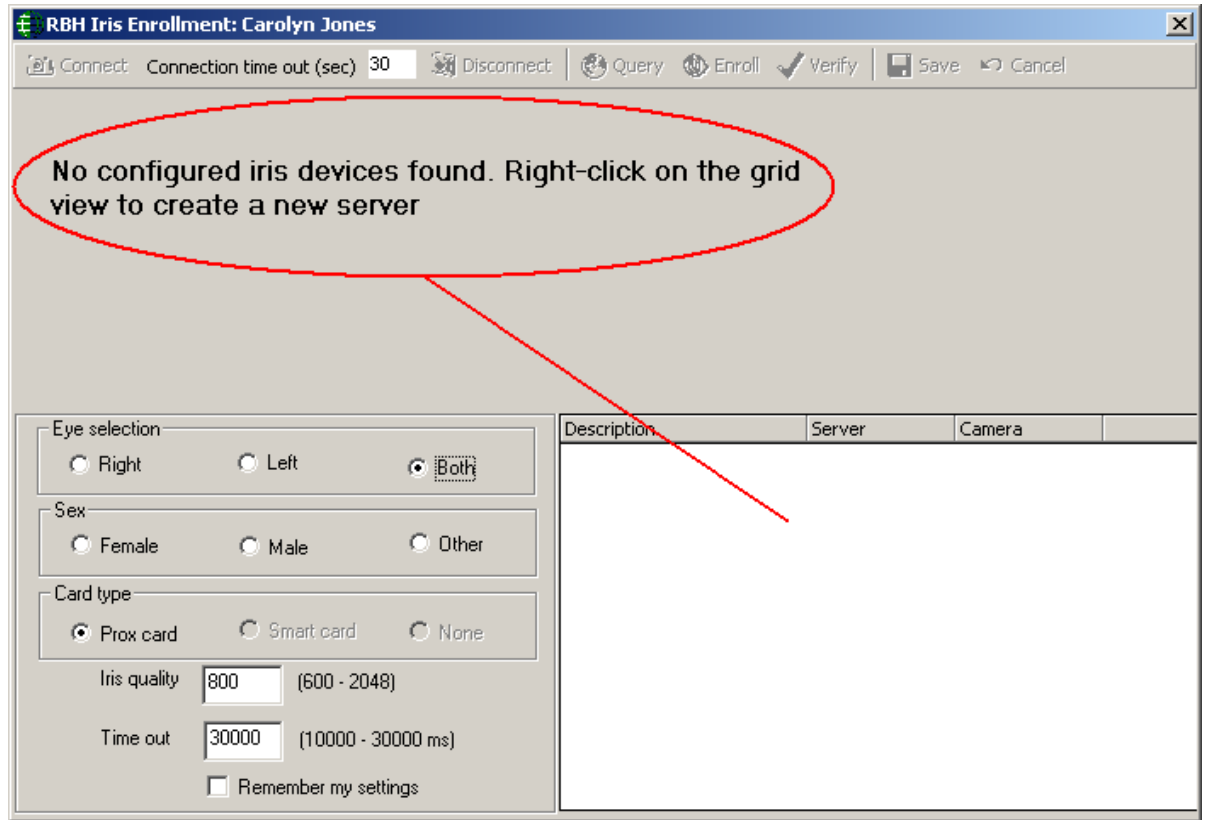 RBH Iris Enrollment: Carolyn Jones
Connect Connection time out (sec) 30 Disconnect Query Enroll Verify Save Cancel
No configured iris devices found. Right-click on the grid
view to create a new server
Eye selection
Right Left Both
Sex
Female Male Other
Card type
Prox card Smart card None
Iris quality 800 (600 - 2048)
Time out 30000 (10000 - 30000 ms)
Remember my settings
Description Server Camera